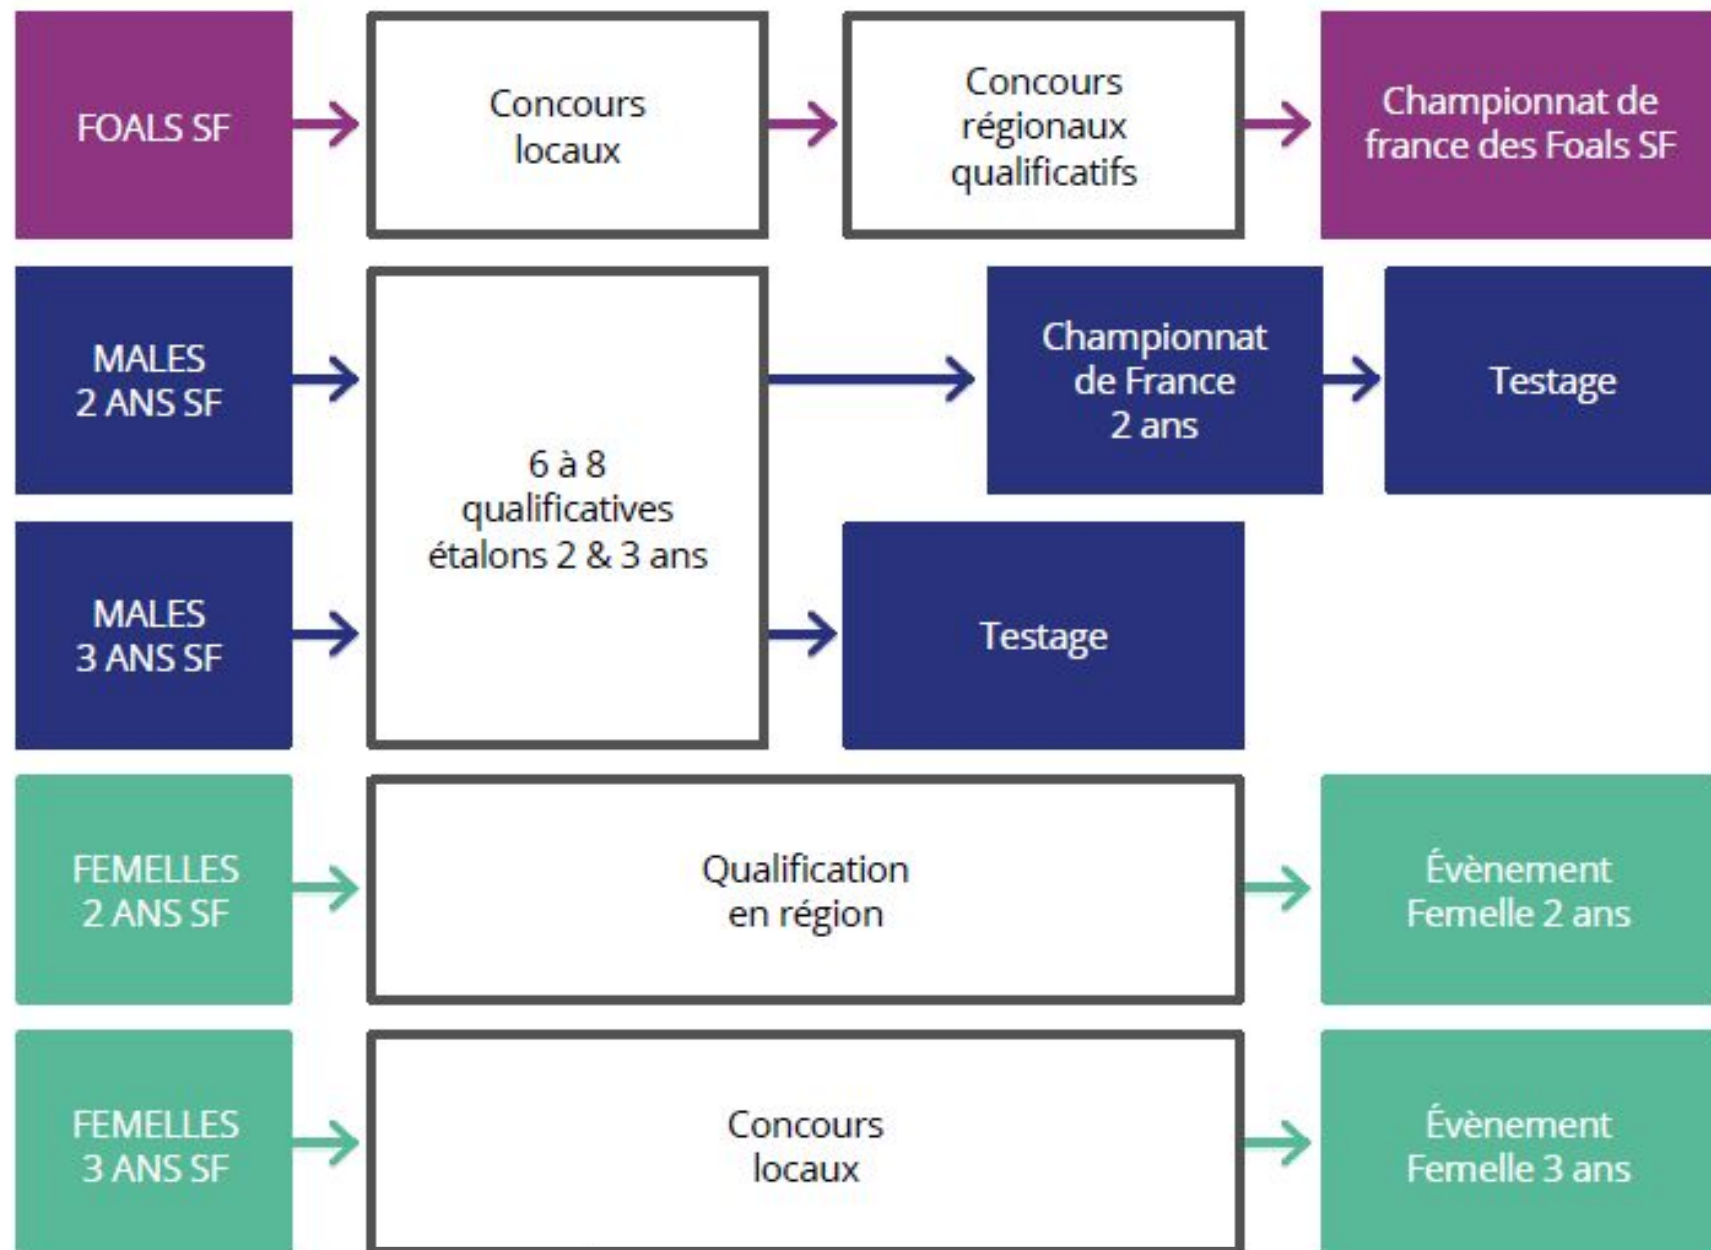 FOALS SF
Concours
locaux
Concours
régionaux
qualificatifs
Championnat de
france des Foals SF
MALES
2 ANS SF
6 à 8
qualificatives
étalons 2 & 3 ans
Championnat
de France
2 ans
Testage
MALES
3 ANS SF
Testage
FEMELLES
2 ANS SF
Qualification
en région
Évènement
Femelle 2 ans
FEMELLES
3 ANS SF
Concours
locaux
Évènement
Femelle 3 ans